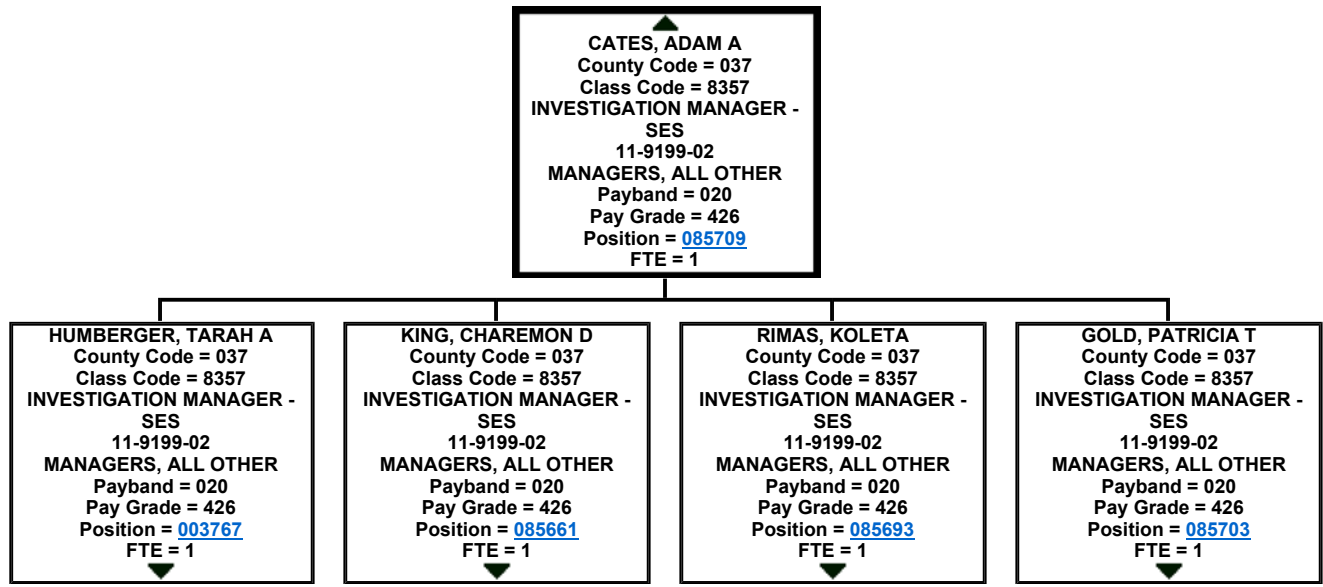 CATES, ADAM A
County Code = 037
Class Code = 8357
INVESTIGATION MANAGER -
SES
11-9199-02
MANAGERS, ALL OTHER
Payband = 020
Pay Grade = 426
Position = 085709
FTE = 1
HUMBERGER, TARAH A
County Code = 037
Class Code = 8357
INVESTIGATION MANAGER -
SES
11-9199-02
MANAGERS, ALL OTHER
Payband = 020
Pay Grade = 426
Position = 003767
FTE = 1
KING, CHAREMON D
County Code = 037
Class Code = 8357
INVESTIGATION MANAGER -
SES
11-9199-02
MANAGERS, ALL OTHER
Payband = 020
Pay Grade = 426
Position = 085661
FTE = 1
RIMAS, KOLETA
County Code = 037
Class Code = 8357
INVESTIGATION MANAGER -
SES
11-9199-02
MANAGERS, ALL OTHER
Payband = 020
Pay Grade = 426
Position = 085693
FTE = 1
GOLD, PATRICIA T
County Code = 037
Class Code = 8357
INVESTIGATION MANAGER -
SES
11-9199-02
MANAGERS, ALL OTHER
Payband = 020
Pay Grade = 426
Position = 085703
FTE = 1